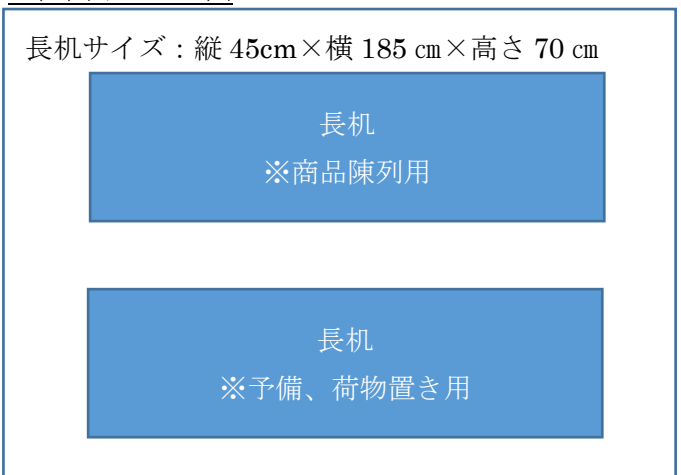 長机サイズ：縦 45cm×横 185 ㎝×高さ 70 ㎝
長机
※商品陳列用
長机
※予備、荷物置き用